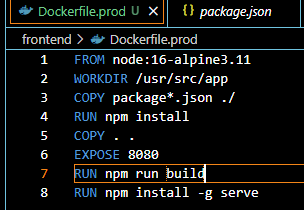 Dockerfile.prod U
{} package.json
frontend > Dockerfile.prod
1 FROM node:16-alpine3.11
2 WORKDIR /usr/src/app
3 COPY package*.json ./
4 RUN npm install
5 COPY . .
6 EXPOSE 8080
7 RUN npm run build
8 RUN npm install -g serve